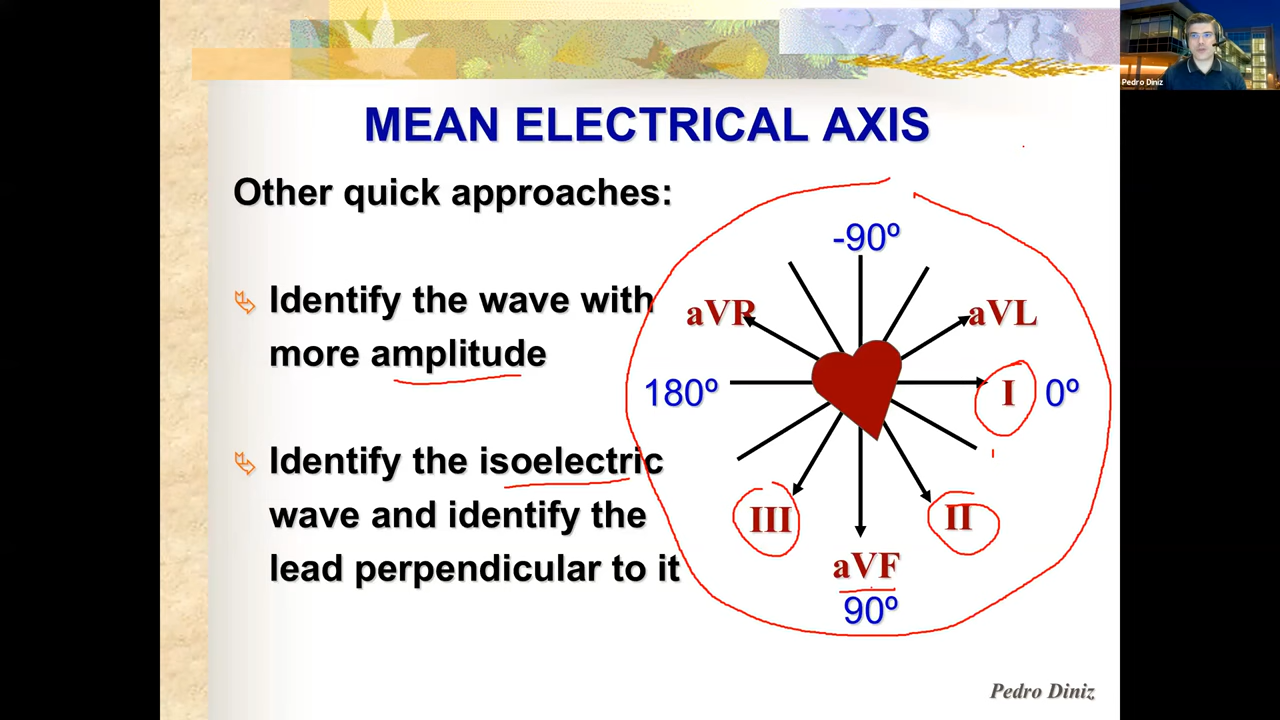 Pedro Diniz
MEAN ELECTRICAL AXIS
Other quick approaches:
Identify the wave with
more amplitude
Identify the isoelectric
wave and identify the
lead perpendicular to it
-90º
aVR
aVL
180º
I
0º
III
II
aVF
90º
Pedro Diniz